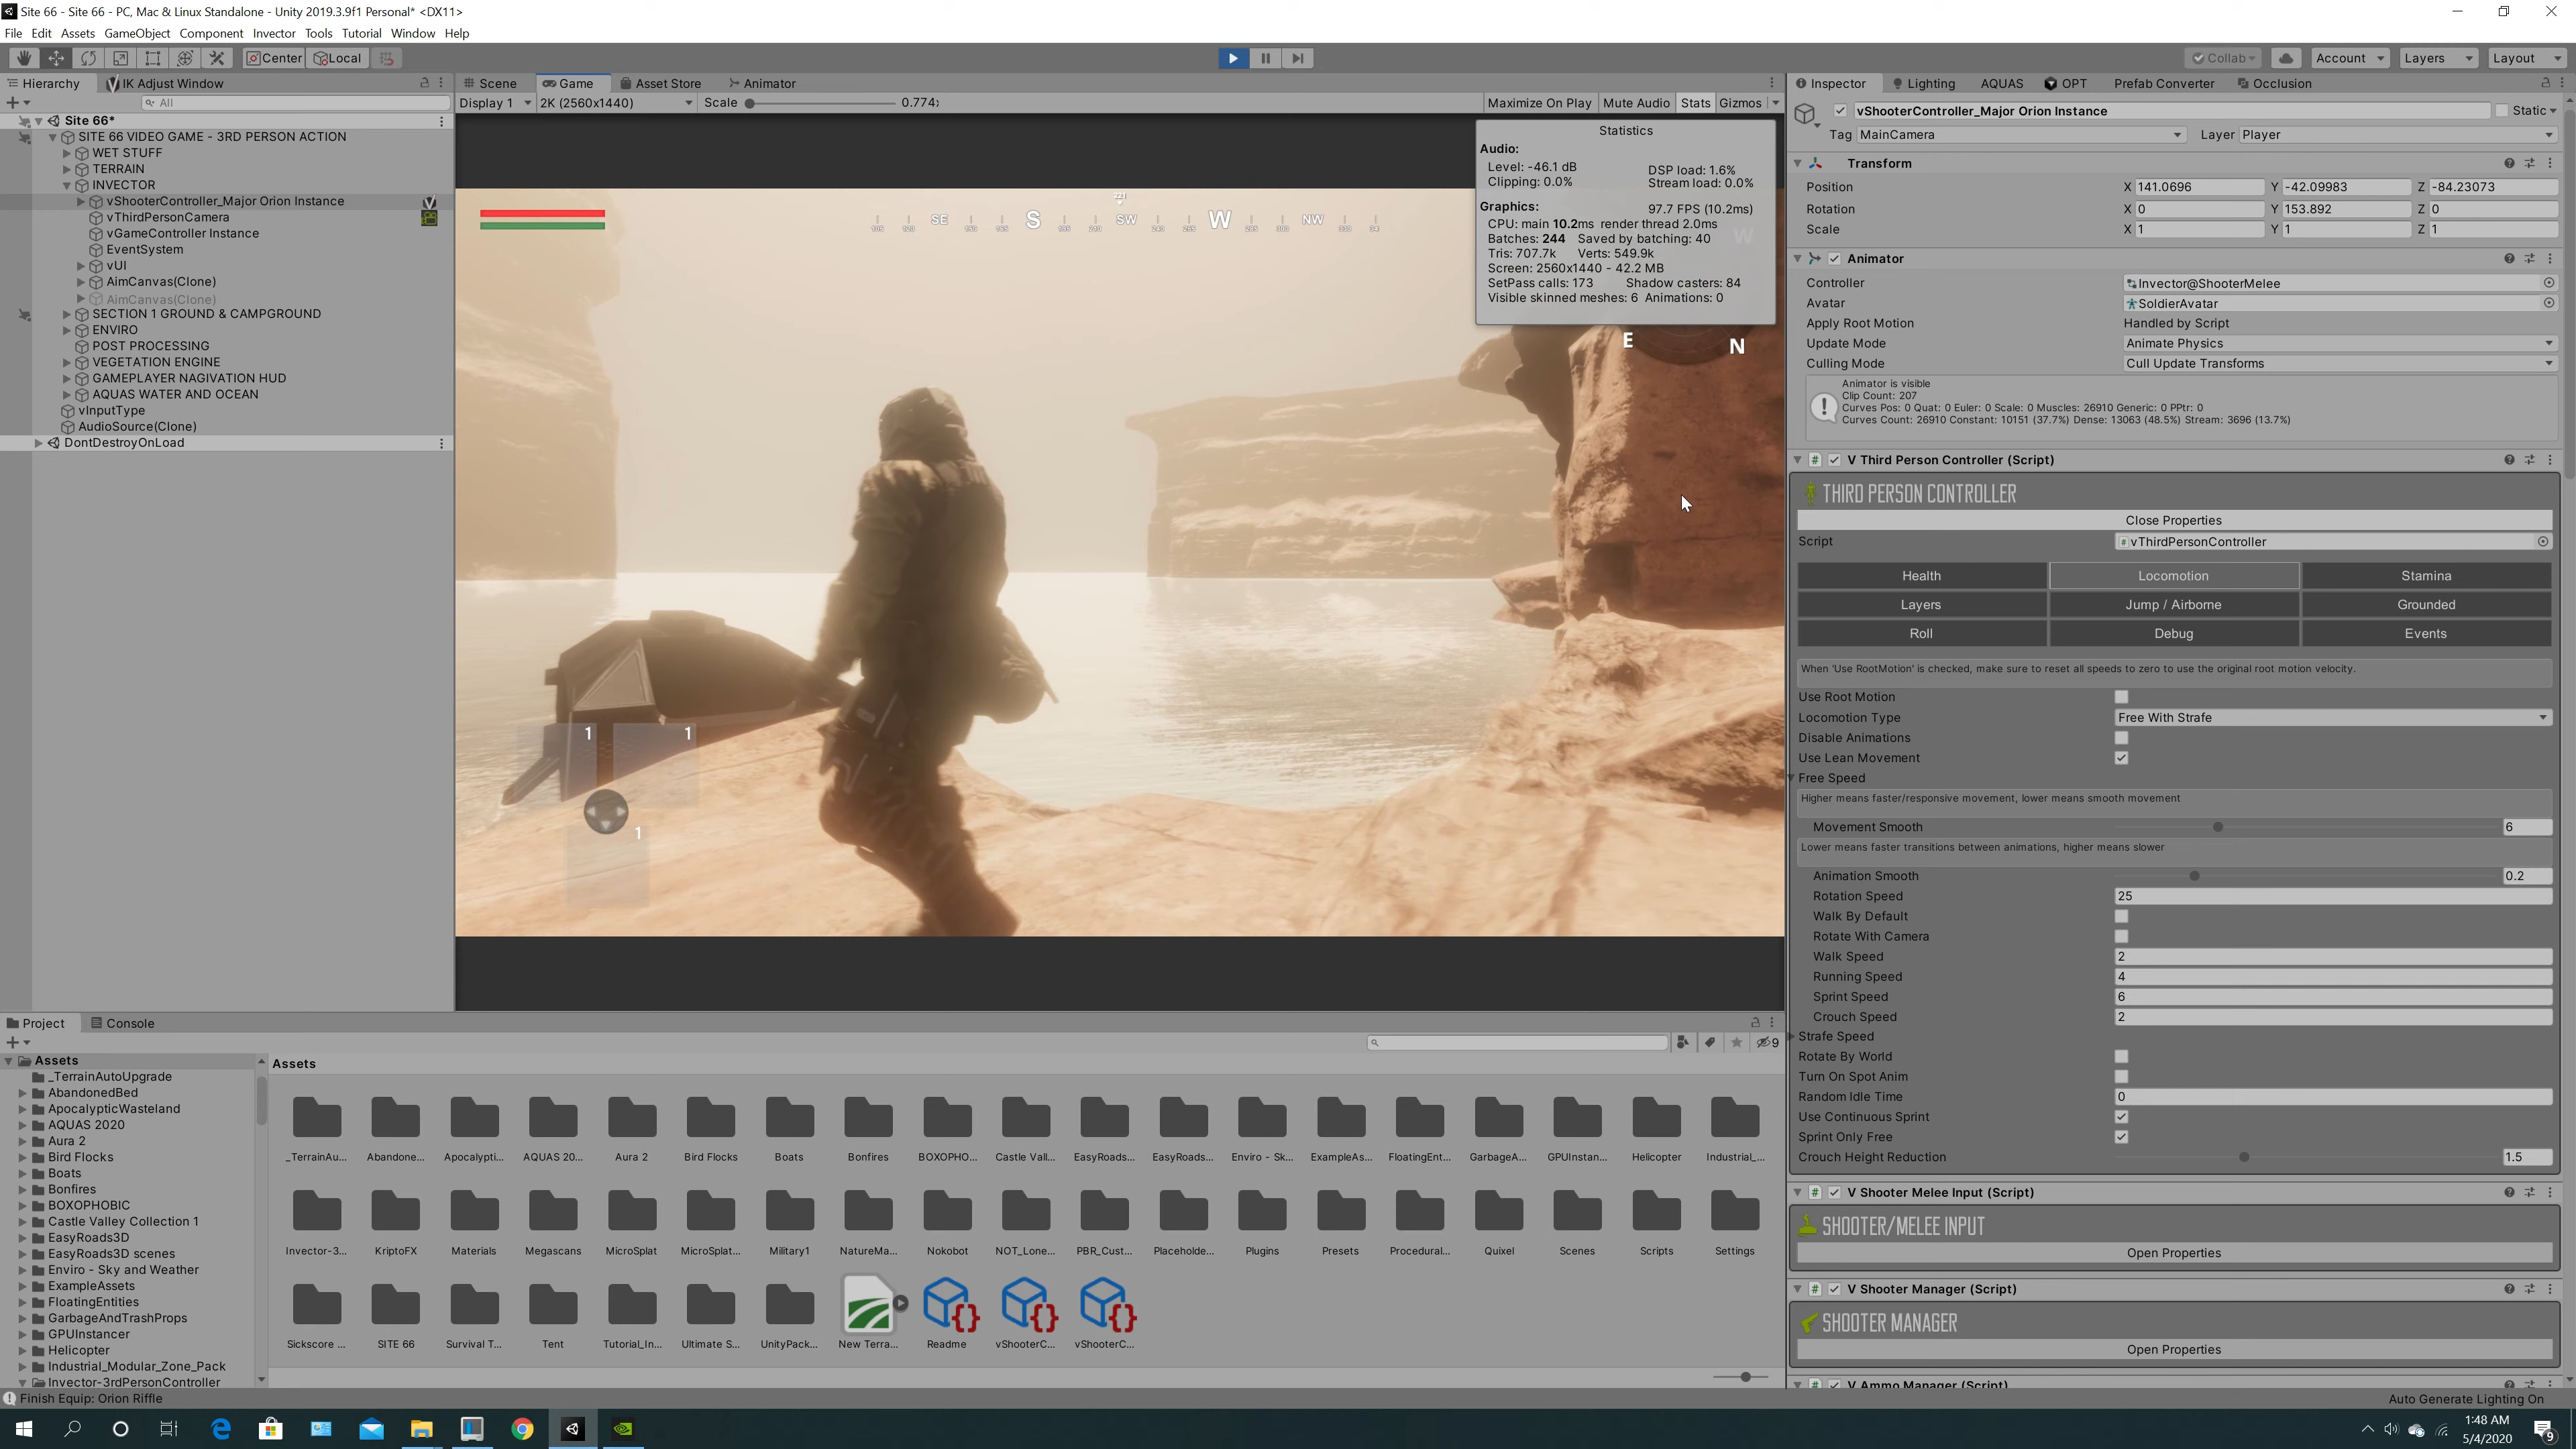 Site 66 - Site 66 - PC, Mac & Linux Standalone - Unity 2019.3.9f1 Personal* <DX11>
File Edit Assets GameObject Component Invector Tools Tutorial Window Help
Center Local
Collab Account Layers Layout
Hierarchy IK Adjust Window
All
Site 66*
SITE 66 VIDEO GAME - 3RD PERSON ACTION
WET STUFF
TERRAIN
INVECTOR
vShooterController_Major Orion Instance
vThirdPersonCamera
vGameController Instance
EventSystem
vUI
AimCanvas(Clone)
AimCanvas(Clone)
SECTION 1 GROUND & CAMPGROUND
ENVIRO
POST PROCESSING
VEGETATION ENGINE
GAMEPLAYER NAGIVATION HUD
AQUAS WATER AND OCEAN
vInputType
AudioSource(Clone)
DontDestroyOnLoad
Scene Game Asset Store Animator
Display 1 2K (2560x1440) Scale 0.774
Maximize On Play Mute Audio Stats Gizmos
SE S SW W NW
Statistics
Audio:
Level: -46.1 dB DSP load: 1.6%
Clipping: 0.0% Stream load: 0.0%
Graphics: 97.7 FPS (10.2ms)
CPU: main 10.2ms render thread 2.0ms
Batches: 244 Saved by batching: 40
Tris: 707.7k Verts: 549.9k
Screen: 2560x1440 - 42.2 MB
SetPass calls: 173 Shadow casters: 84
Visible skinned meshes: 6 Animations: 0
W
E N
1 1
1
Inspector Lighting AQUAS OPT Prefab Converter Occlusion
vShooterController_Major Orion Instance Static
Tag MainCamera Layer Player
Transform
Position X 141.0696 Y -42.09983 Z -84.23073
Rotation X 0 Y 153.892 Z 0
Scale X 1 Y 1 Z 1
Animator
Controller Invector@ShooterMelee
Avatar SoldierAvatar
Apply Root Motion Handled by Script
Update Mode Animate Physics
Culling Mode Cull Update Transforms
Animator is visible
Clip Count: 207
Curves Pos: 0 Quat: 0 Euler: 0 Scale: 0 Muscles: 26910 Generic: 0 PPtr: 0
Curves Count: 26910 Constant: 10151 (37.7%) Dense: 13063 (48.5%) Stream: 3696 (13.7%)
V Third Person Controller (Script)
THIRD PERSON CONTROLLER
Close Properties
Script vThirdPersonController
Health Locomotion Stamina
Layers Jump / Airborne Grounded
Roll Debug Events
When 'Use RootMotion' is checked, make sure to reset all speeds to zero to use the original root motion velocity.
Use Root Motion
Locomotion Type Free With Strafe
Disable Animations
Use Lean Movement
Free Speed
Higher means faster/responsive movement, lower means smooth movement
Movement Smooth 6
Lower means faster transitions between animations, higher means slower
Animation Smooth 0.2
Rotation Speed 25
Walk By Default
Rotate With Camera
Walk Speed 2
Running Speed 4
Sprint Speed 6
Crouch Speed 2
Strafe Speed
Rotate By World
Turn On Spot Anim
Random Idle Time 0
Use Continuous Sprint
Sprint Only Free
Crouch Height Reduction 1.5
V Shooter Melee Input (Script)
SHOOTER/MELEE INPUT
Open Properties
V Shooter Manager (Script)
SHOOTER MANAGER
Open Properties
V Ammo Manager (Script)
Project Console
9
Assets
_TerrainAutoUpgrade
AbandonedBed
ApocalypticWasteland
AQUAS 2020
Aura 2
Bird Flocks
Boats
Bonfires
BOXOPHOBIC
Castle Valley Collection 1
EasyRoads3D
EasyRoads3D scenes
Enviro - Sky and Weather
ExampleAssets
FloatingEntities
GarbageAndTrashProps
GPUInstancer
Helicopter
Industrial_Modular_Zone_Pack
Invector-3rdPersonController
Assets
_TerrainAu... Abandone... Apocalypti... AQUAS 20... Aura 2 Bird Flocks Boats Bonfires BOXOPHO... Castle Vall... EasyRoads... EasyRoads... Enviro - Sk... ExampleAs... FloatingEnt... GarbageA... GPUInstan... Helicopter Industrial_...
Invector-3... KriptoFX Materials Megascans MicroSplat MicroSplat... Military1 NatureMa... Nokobot NOT_Lone... PBR_Cust... Placeholde... Plugins Presets Procedural... Quixel Scenes Scripts Settings
Sickscore ... SITE 66 Survival T... Tent Tutorial_In... Ultimate S... UnityPack... New Terra... Readme vShooterC... vShooterC...
Finish Equip: Orion Riffle
Auto Generate Lighting On
1:48 AM
5/4/2020
9